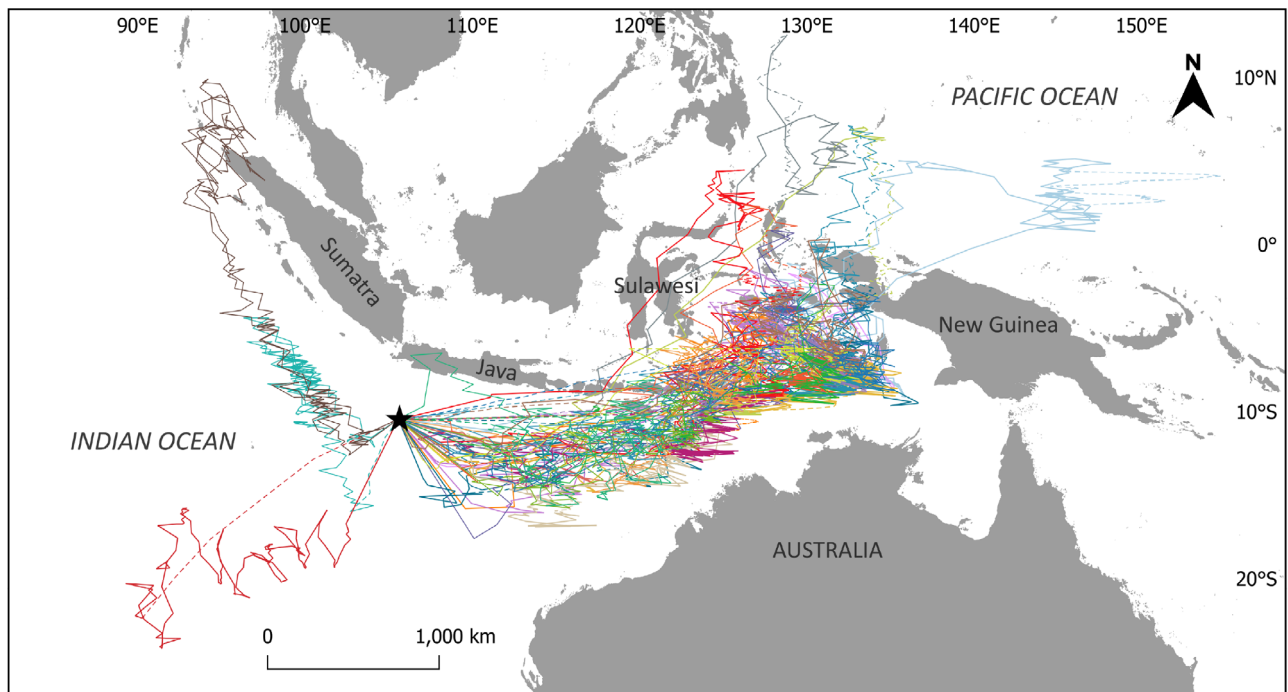 90°E 100°E 110°E 120°E 130°E 140°E 150°E
N
10°N
PACIFIC OCEAN
Sumatra
0°
Sulawesi
New Guinea
Java
10°S
INDIAN OCEAN
AUSTRALIA
20°S
0 1,000 km